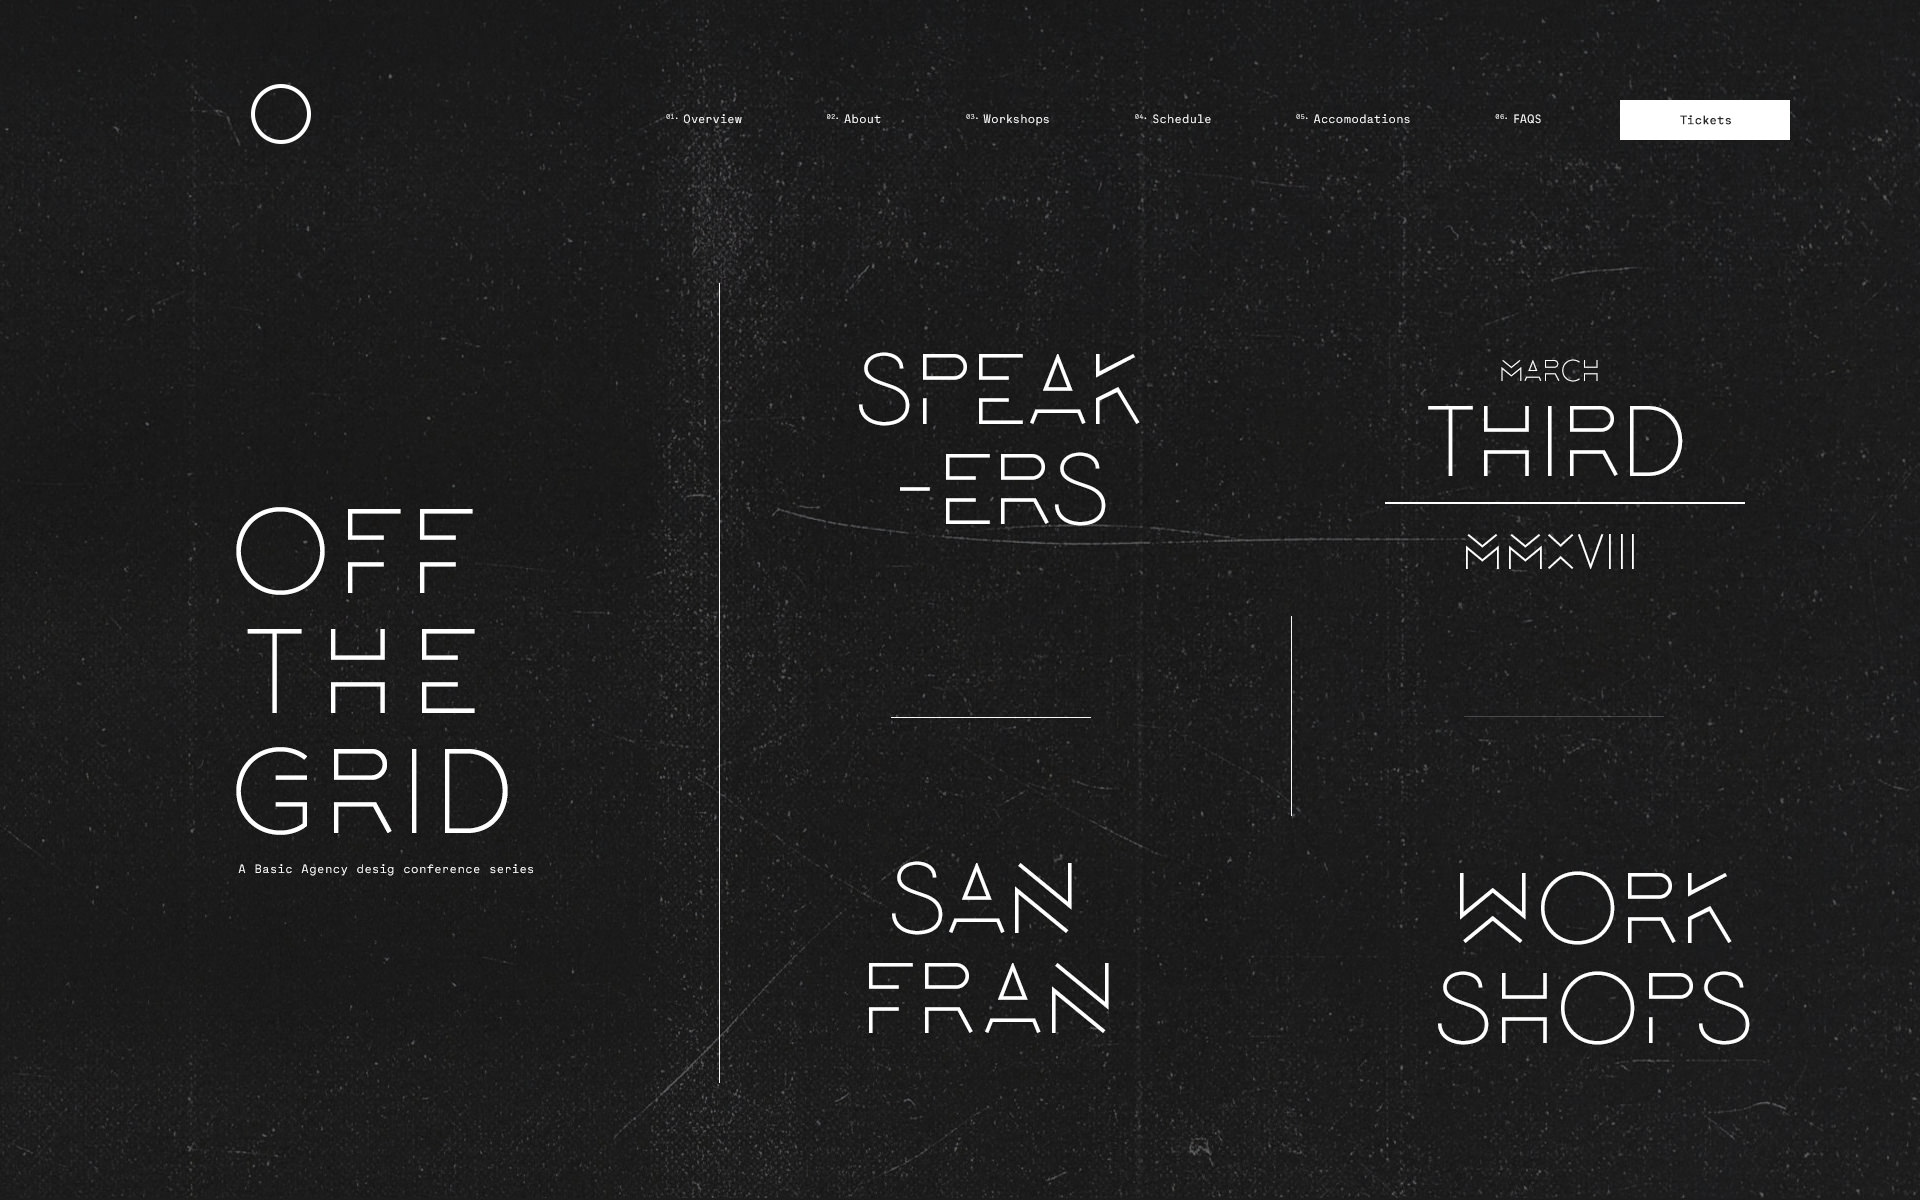 01. Overview
02. About
03. Workshops
04. Schedule
05. Accomodations
06. FAQS
Tickets
OFF
THE
GRID
A Basic Agency desig conference series
SPEAK
-ERS
MARCH
THIRD
MMXVIII
SAN
FRAN
WORK
SHOPS